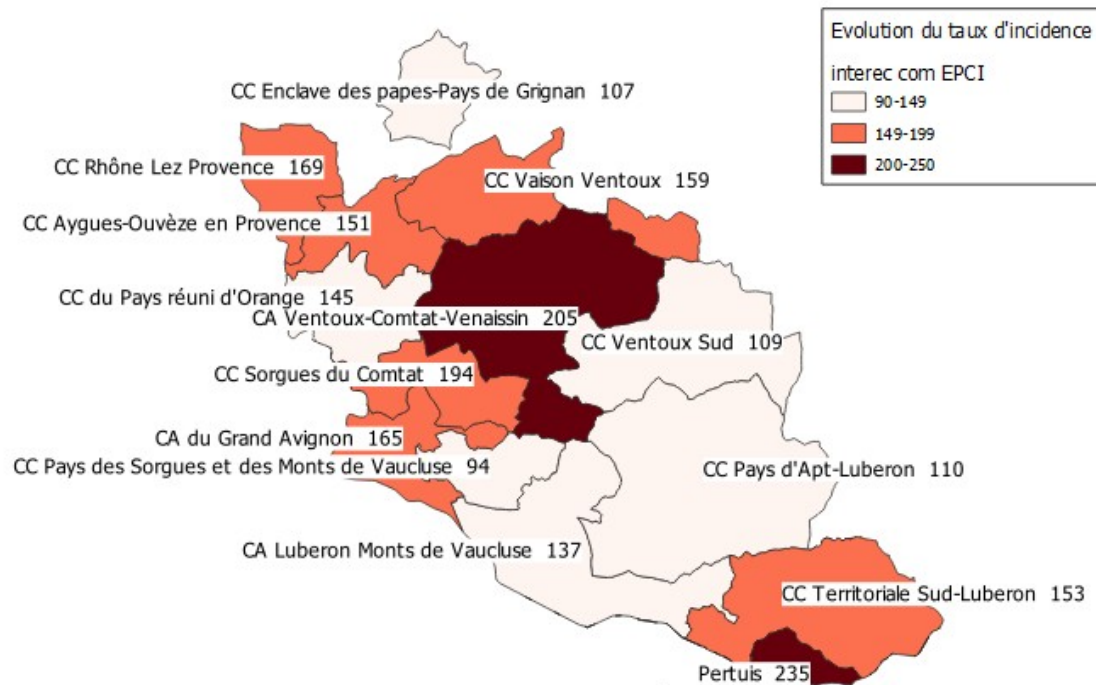 Evolution du taux d'incidence
interec com EPCI
90-149
149-199
200-250
CC Enclave des papes-Pays de Grignan 107
CC Rhône Lez Provence 169
CC Vaison Ventoux 159
CC Aygues-Ouvèze en Provence 151
CC du Pays réuni d'Orange 145
CA Ventoux-Comtat-Venaissin 205
CC Ventoux Sud 109
CC Sorgues du Comtat 194
CA du Grand Avignon 165
CC Pays des Sorgues et des Monts de Vaucluse 94
CC Pays d'Apt-Luberon 110
CA Luberon Monts de Vaucluse 137
CC Territoriale Sud-Luberon 153
Pertuis 235